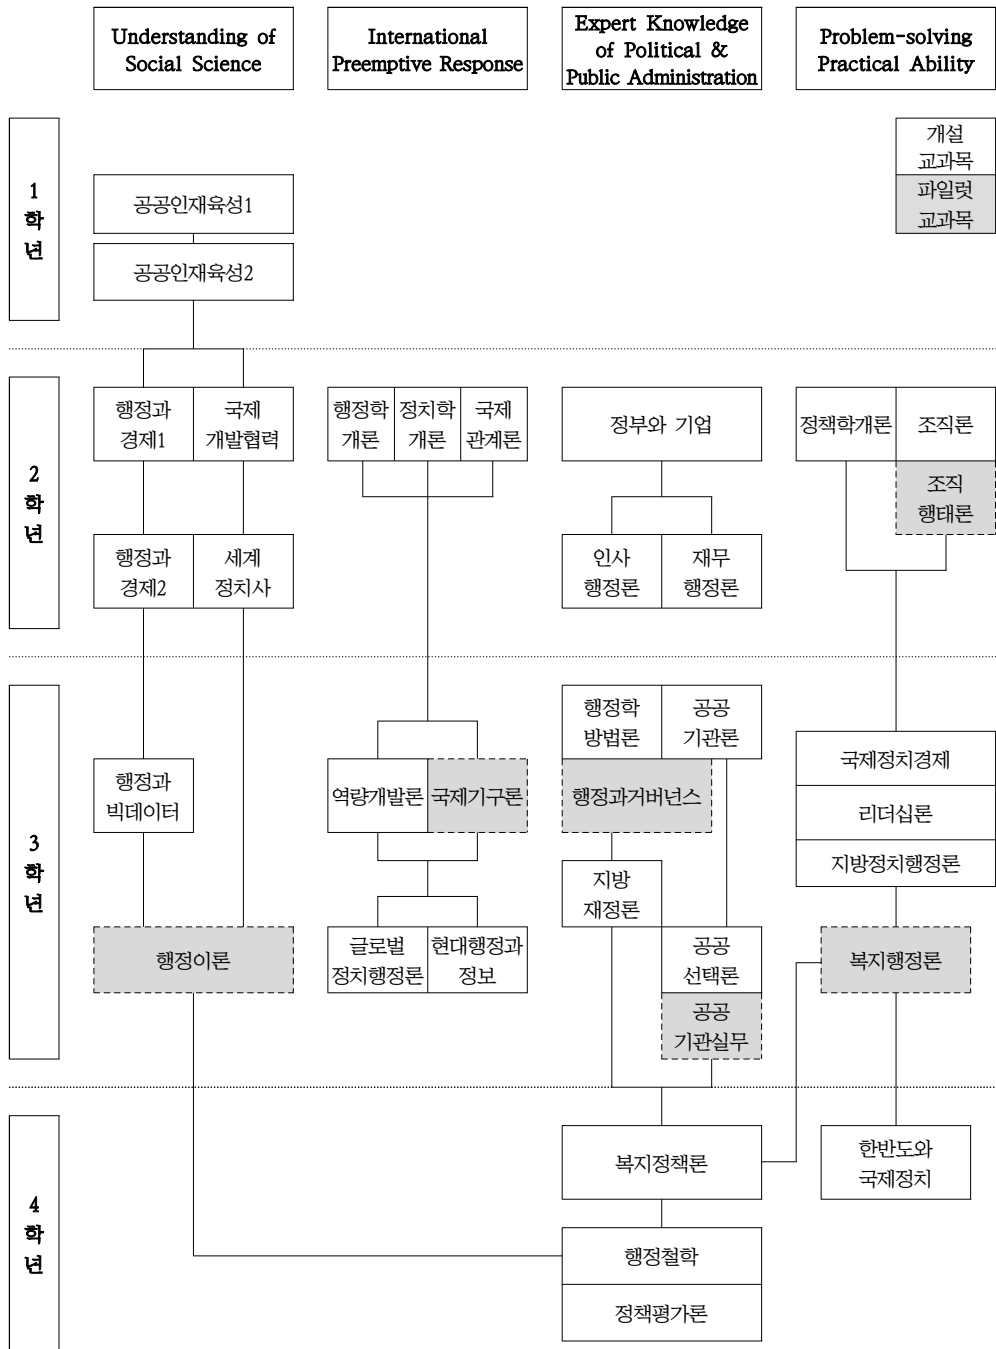 Understanding of
Social Science
International
Preemptive Response
Expert Knowledge
of Political &
Public Administration
Problem-solving
Practical Ability
1
학
년
개설
교과목
파일럿
교과목
공공인재육성1
공공인재육성2
2
학
년
행정과
경제1
국제
개발협력
행정학
개론
정치학
개론
국제
관계론
정부와 기업
정책학개론
조직론
조직
행태론
행정과
경제2
세계
정치사
인사
행정론
재무
행정론
3
학
년
행정학
방법론
공공
기관론
행정과
빅데이터
역량개발론
국제기구론
행정과거버넌스
국제정치경제
리더십론
지방정치행정론
지방
재정론
행정이론
글로벌
정치행정론
현대행정과
정보
공공
선택론
공공
기관실무
복지행정론
4
학
년
복지정책론
한반도와
국제정치
행정철학
정책평가론